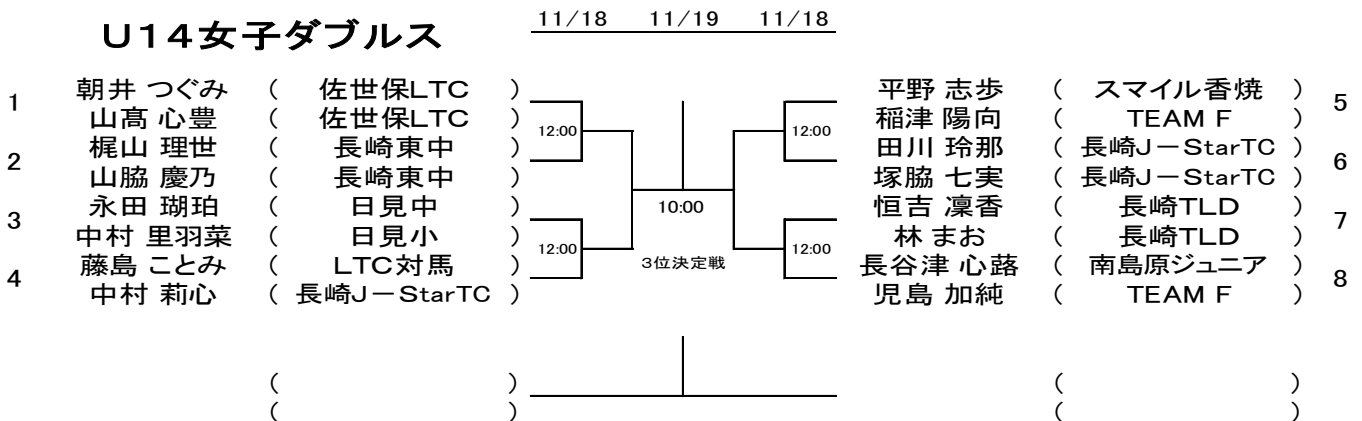 U14女子ダブルス 11/18 11/19 11/18
1 朝井 つぐみ ( 佐世保LTC ) 平野 志歩 ( スマイル香焼 ) 5
山髙 心豊 ( 佐世保LTC ) 12:00 12:00 稲津 陽向 ( TEAM F )
2 梶山 理世 ( 長崎東中 ) 田川 玲那 ( 長崎J-StarTC ) 6
山脇 慶乃 ( 長崎東中 ) 塚脇 七実 ( 長崎J-StarTC )
3 永田 瑚珀 ( 日見中 ) 10:00 恒吉 凜香 ( 長崎TLD ) 7
中村 里羽菜 ( 日見小 ) 12:00 12:00 林 まお ( 長崎TLD )
4 藤島 ことみ ( LTC対馬 ) 3位決定戦 長谷津 心蕗 ( 南島原ジュニア ) 8
中村 莉心 ( 長崎J-StarTC ) 児島 加純 ( TEAM F )
( ) ( )
( ) ( )